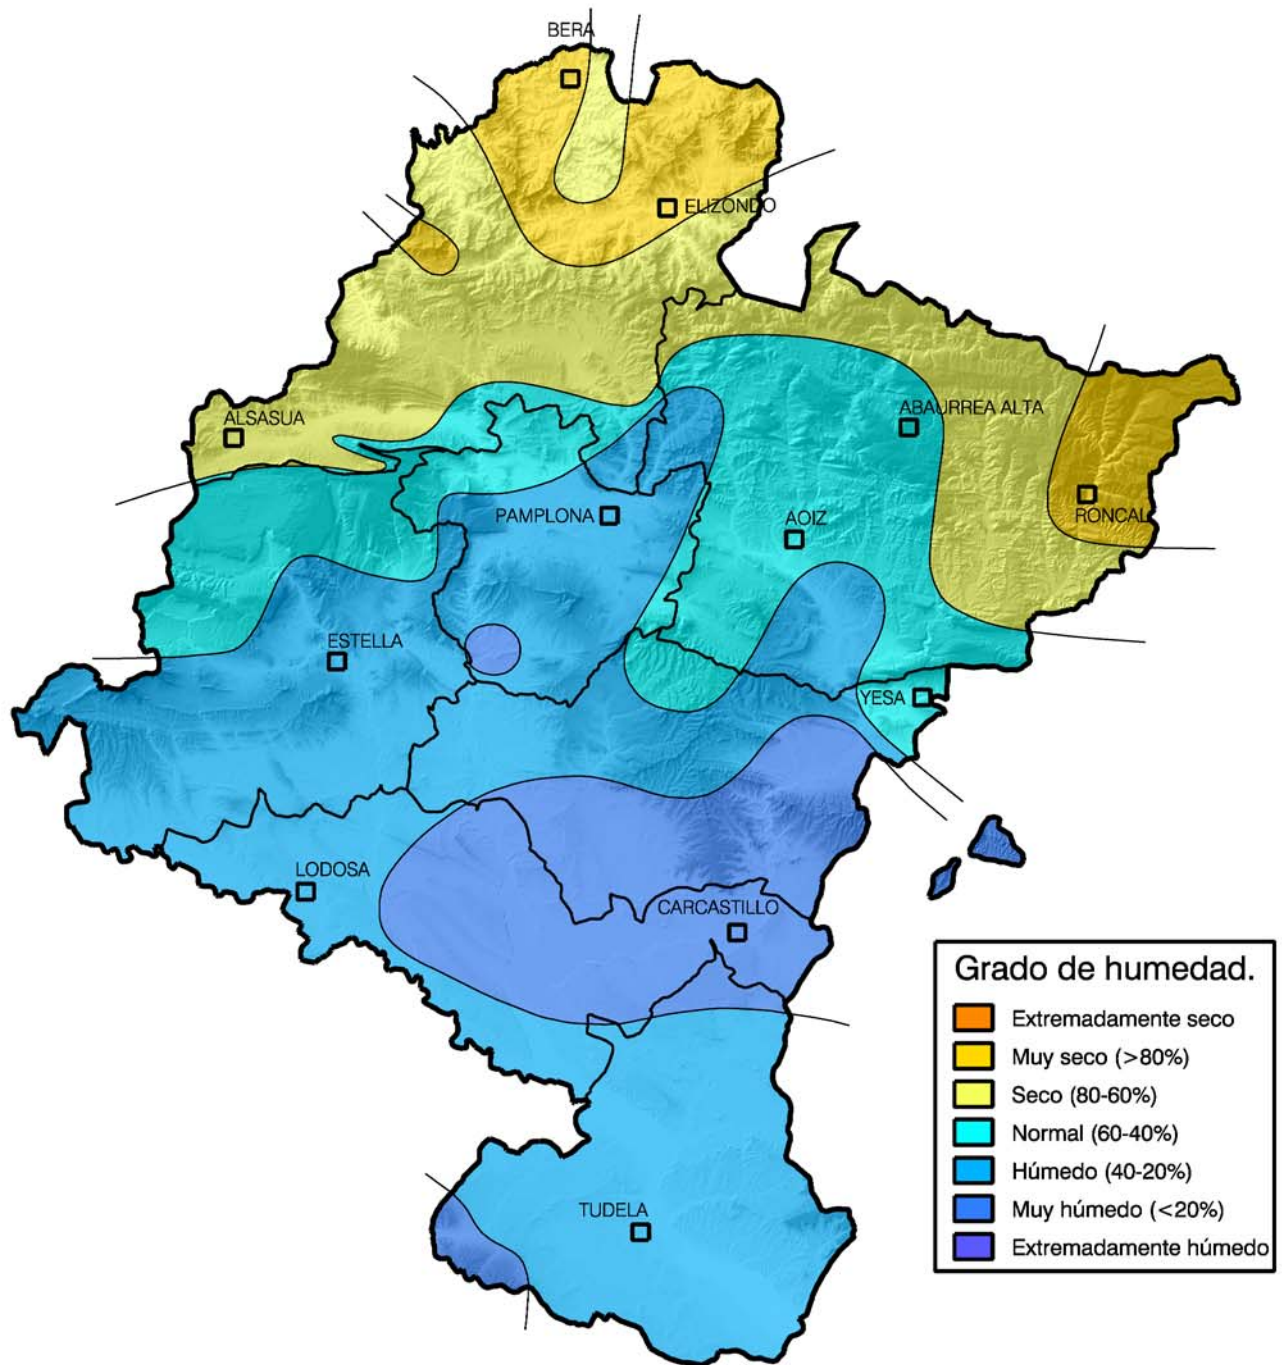 BERA
ELIZONDO
ALSASUA
ABAURREA ALTA
PAMPLONA
AOIZ
RONCAL
ESTELLA
YESA
LODOSA
CARCASTILLO
TUDELA
Grado de humedad.
Extremadamente seco
Muy seco (>80%)
Seco (80-60%)
Normal (60-40%)
Húmedo (40-20%)
Muy húmedo (<20%)
Extremadamente húmedo